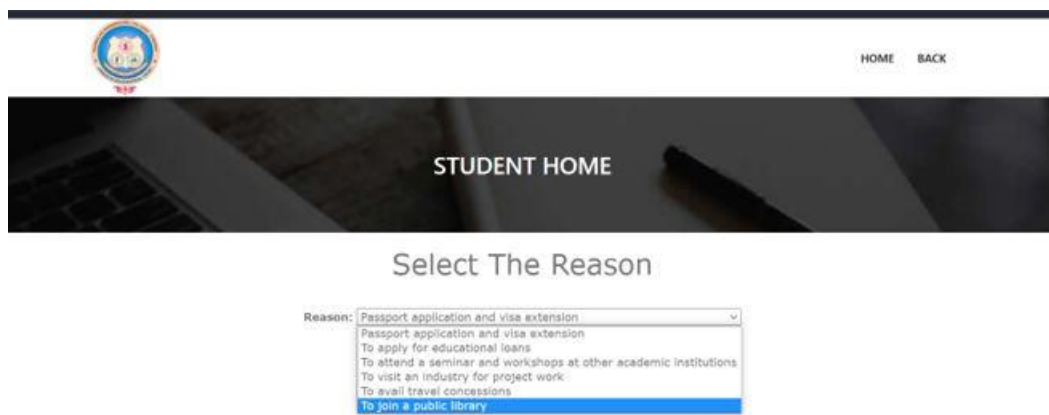 HOME BACK
STUDENT HOME
Select The Reason
Reason: Passport application and visa extension
Passport application and visa extension
To apply for educational loans
To attend a seminar and workshops at other academic institutions
To visit an industry for project work
To avail travel concessions
To join a public library